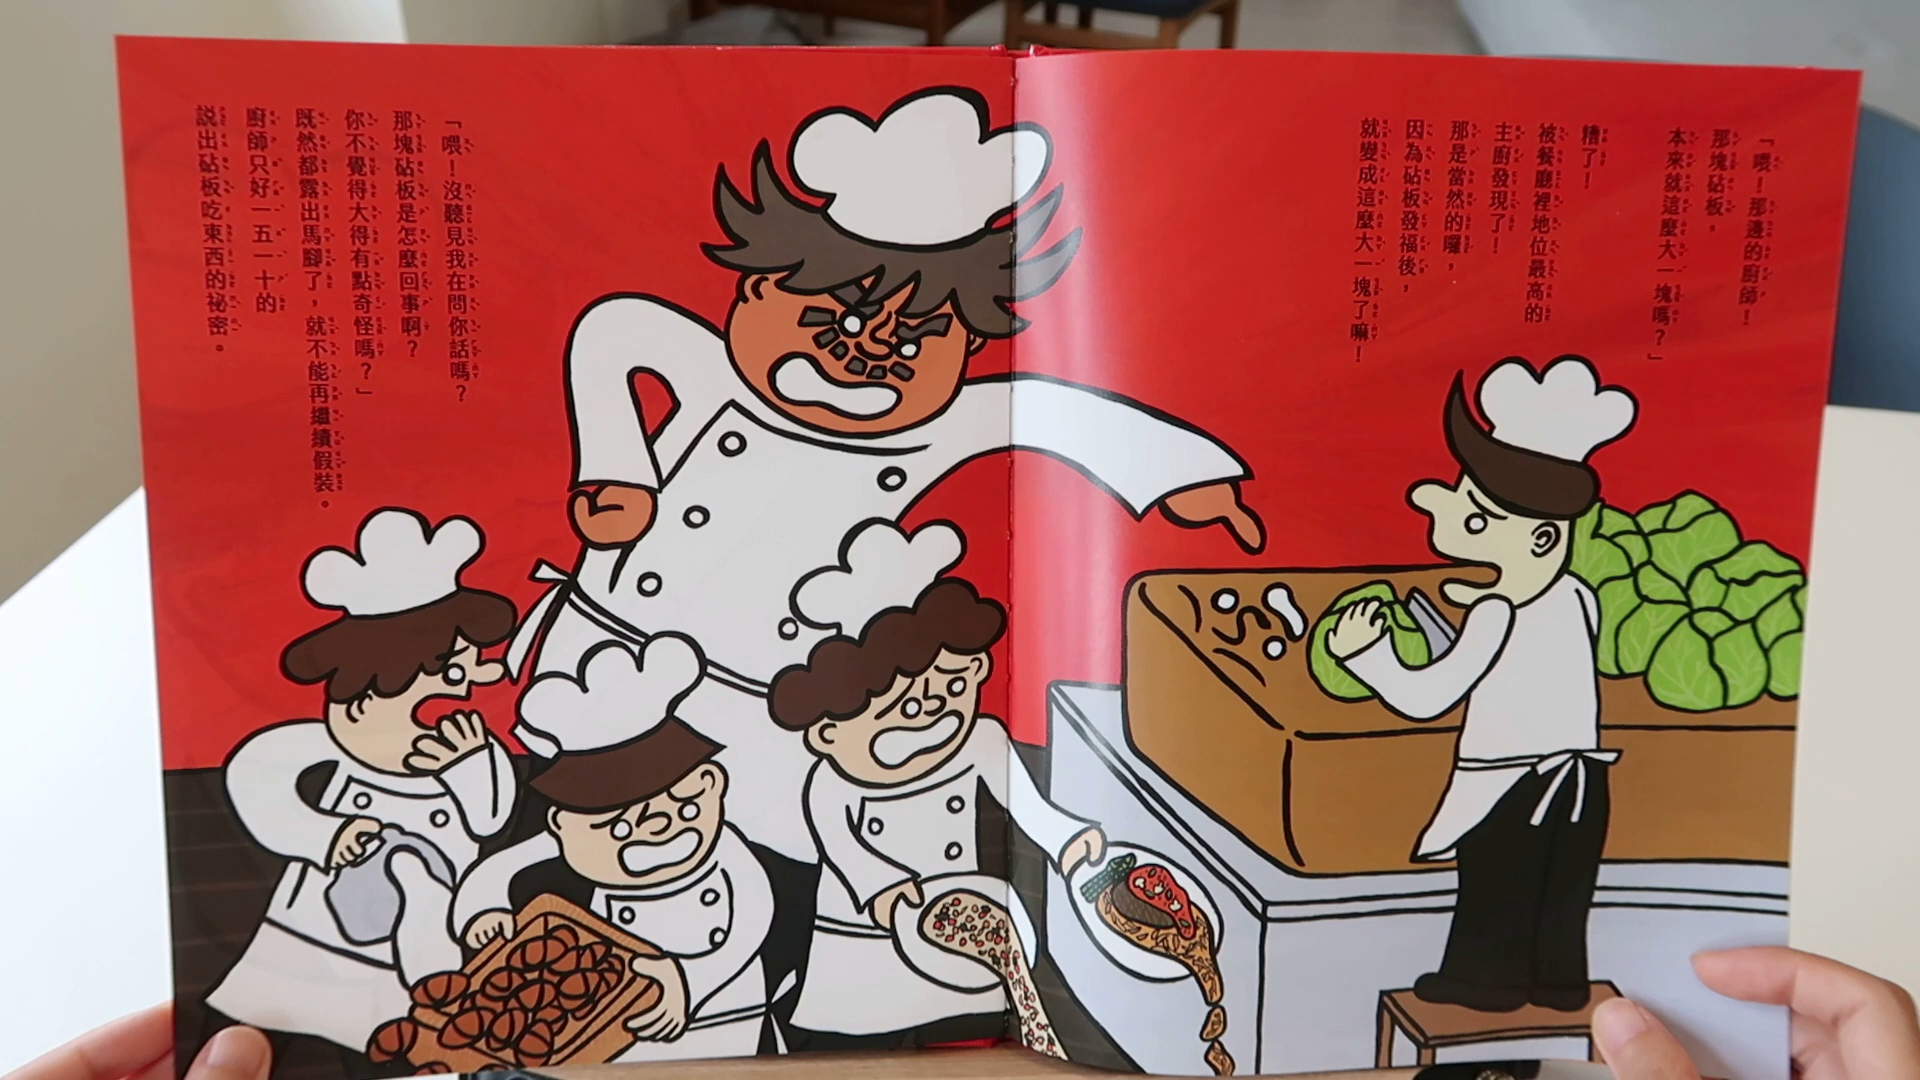 「喂！那邊的廚師！
那塊砧板，
本來就這麼大一塊嗎？」
糟了！
被餐廳裡地位最高的
主廚發現了！
那是當然的囉，
因為砧板發福後，
就變成這麼大一塊了嘛！
「喂！沒聽見我在問你話嗎？
那塊砧板是怎麼回事啊？
你不覺得大得有點奇怪嗎？」
既然都露出馬腳了，就不能再繼續假裝。
廚師只好一五一十的
說出砧板吃東西的祕密。